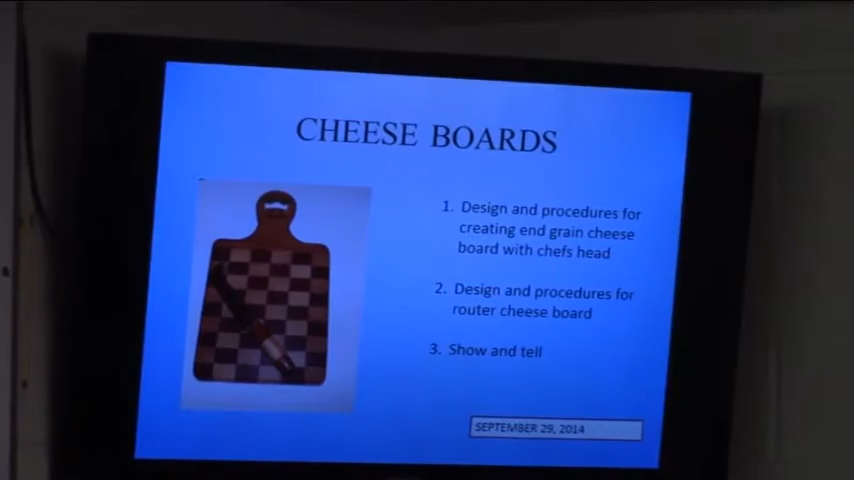 CHEESE BOARDS
1. Design and procedures for
creating end grain cheese
board with chefs head
2. Design and procedures for
router cheese board
3. Show and tell
SEPTEMBER 29, 2014